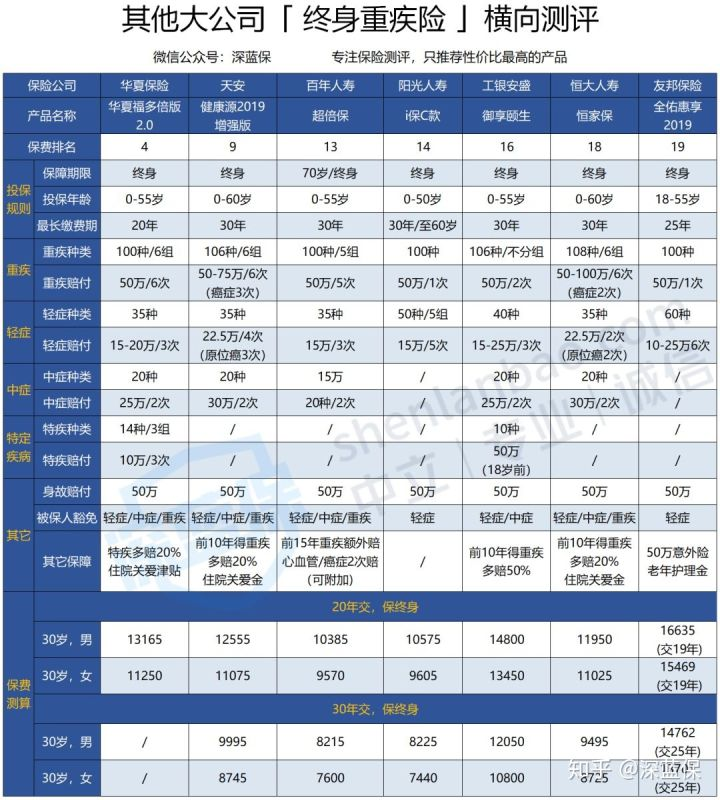 其他大公司「 终身重疾险 」横向测评
微信公众号：深蓝保 专注保险测评，只推荐性价比最高的产品
保险公司 华夏保险 天安 百年人寿 阳光人寿 工银安盛 恒大人寿 友邦保险
产品名称 华夏福多倍版2.0 健康源2019增强版 超倍保 i保C款 御享颐生 恒家保 全佑惠享2019
保费排名 4 9 13 14 16 18 19
投保规则
保障期限 终身 终身 70岁/终身 终身 终身 终身 终身
投保年龄 0-55岁 0-60岁 0-55岁 0-50岁 0-55岁 0-60岁 18-55岁
最长缴费期 20年 30年 30年 30年/至60岁 30年 30年 25年
重疾
重疾种类 100种/6组 106种/6组 100种/5组 100种 106种/不分组 108种/6组 100种
重疾赔付 50万/6次 50-75万/6次(癌症3次) 50万/5次 50万/1次 50万/2次 50-100万/6次(癌症2次) 50万/1次
轻症
轻症种类 35种 35种 35种 50种/5组 40种 35种 60种
轻症赔付 15-20万/3次 22.5万/4次(原位癌3次) 15万/3次 15万/5次 15-25万/3次 22.5万/2次(原位癌2次) 10-25万6次
中症
中症种类 20种 20种 15万 / 20种 20种 /
中症赔付 25万/2次 30万/2次 20种/2次 / 25万/2次 30万/2次 /
特定疾病
特疾种类 14种/3组 / / / 10种 / /
特疾赔付 10万/3次 / / / 50万(18岁前) / /
其它
身故赔付 50万 50万 50万 50万 50万 50万 50万
被保人豁免 轻症/中症/重疾 轻症/中症/重疾 轻症/中症/重疾 轻症 轻症/中症 轻症/中症/重疾 轻症
其它保障 特疾多赔20%住院关爱津贴 前10年得重疾多赔20%住院关爱金 前15年重疾额外赔心血管/癌症2次赔(可附加) / 前10年得重疾多赔50% 前10年得重疾多赔20%住院关爱金 50万意外险老年护理金
保费测算
20年交，保终身
30岁，男 13165 12555 10385 10575 14800 11950 16635(交19年)
30岁，女 11250 11075 9570 9605 13450 11025 15469(交19年)
30年交，保终身
30岁，男 / 9995 8215 8225 12050 9495 14762(交25年)
30岁，女 / 8745 7600 7440 10800 8725 (交25年)
shenlanbao.com
中立 | 专业 | 诚信
深蓝保
知乎 @深蓝保